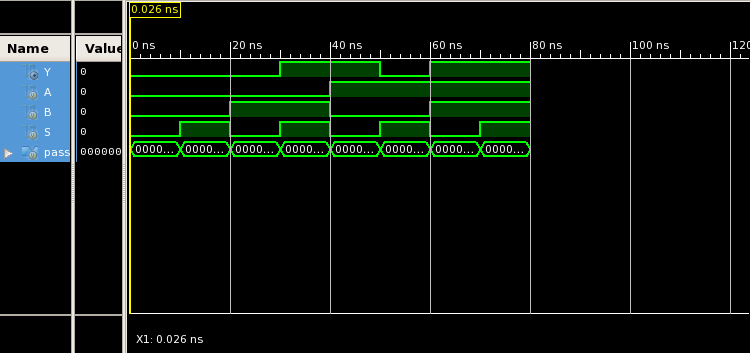 0.026 ns
Name Value
0 ns 20 ns 40 ns 60 ns 80 ns 100 ns 120
Y 0
A 0
B 0
S 0
pass 000000 0000... 0000... 0000... 0000... 0000... 0000... 0000... 0000...
X1: 0.026 ns